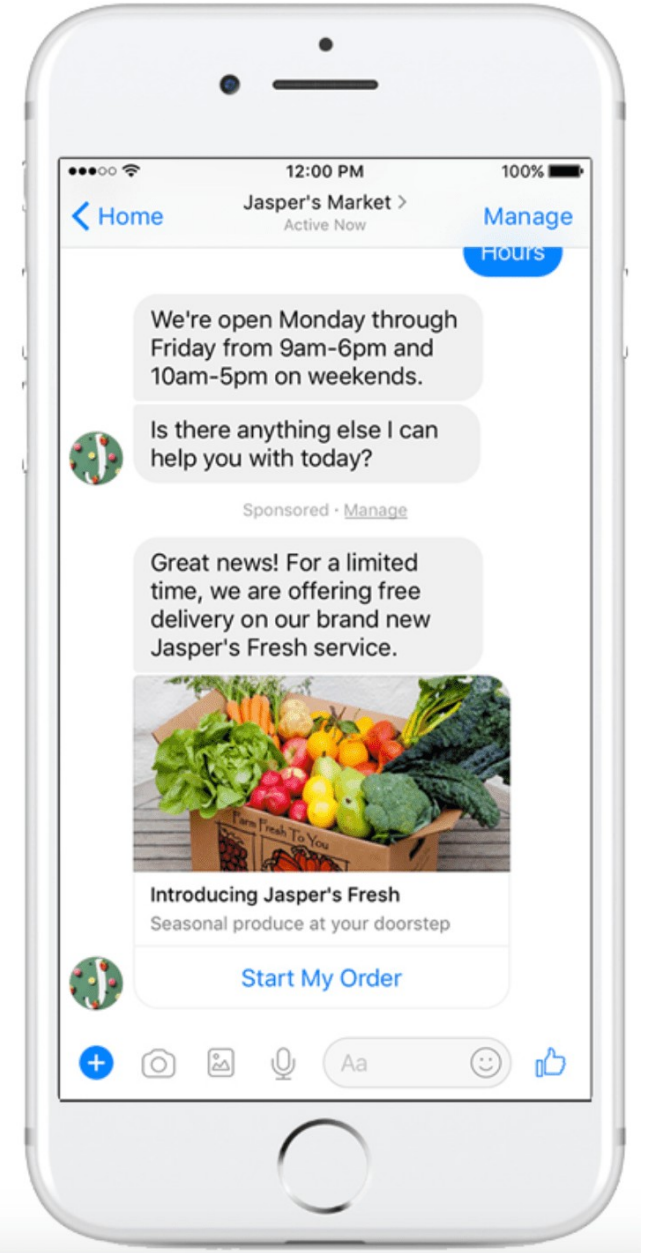 12:00 PM
100%
Home
Jasper's Market >
Manage
Active Now
Hours
We're open Monday through
Friday from 9am-6pm and
10am-5pm on weekends.
Is there anything else I can
help you with today?
Sponsored · Manage
Great news! For a limited
time, we are offering free
delivery on our brand new
Jasper's Fresh service.
Farm Fresh To You
Introducing Jasper's Fresh
Seasonal produce at your doorstep
Start My Order
Aa